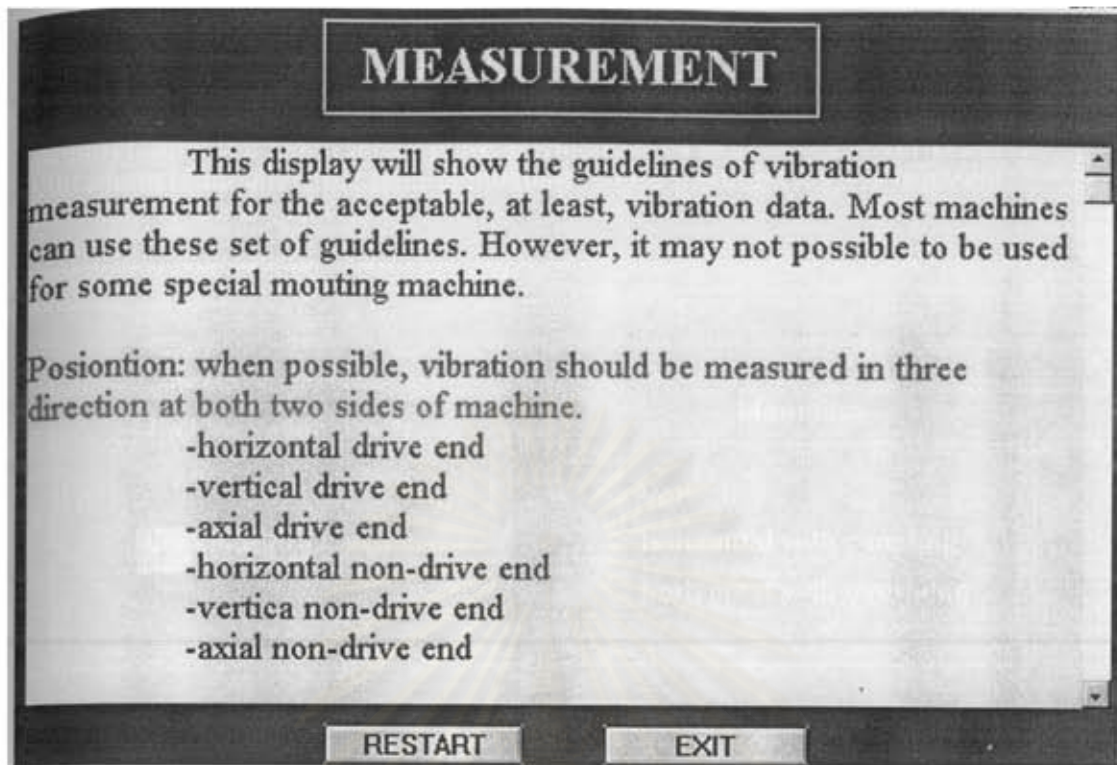 MEASUREMENT
This display will show the guidelines of vibration
measurement for the acceptable, at least, vibration data. Most machines
can use these set of guidelines. However, it may not possible to be used
for some special mouting machine.
Posiontion: when possible, vibration should be measured in three
direction at both two sides of machine.
-horizontal drive end
-vertical drive end
-axial drive end
-horizontal non-drive end
-vertica non-drive end
-axial non-drive end
RESTART
EXIT